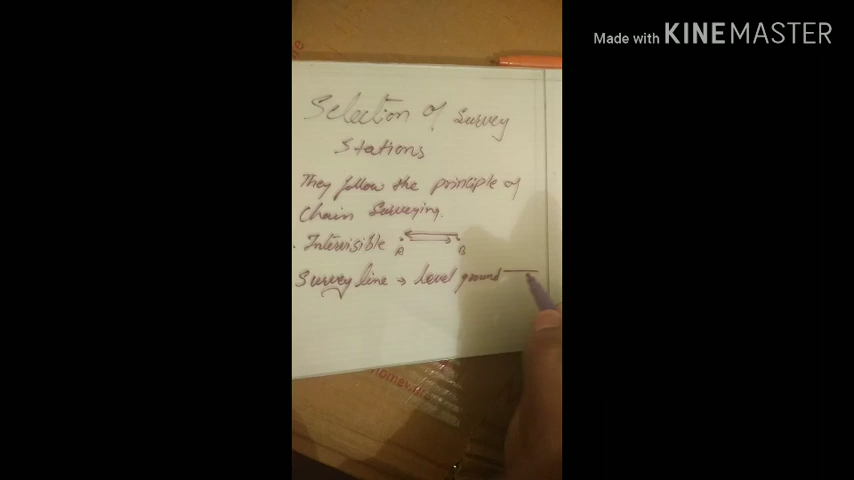 Made with KINEMASTER
Selection of Survey
Stations
They follow the principle of
Chain Surveying.
. Intervisible A B
Survey line → Level ground